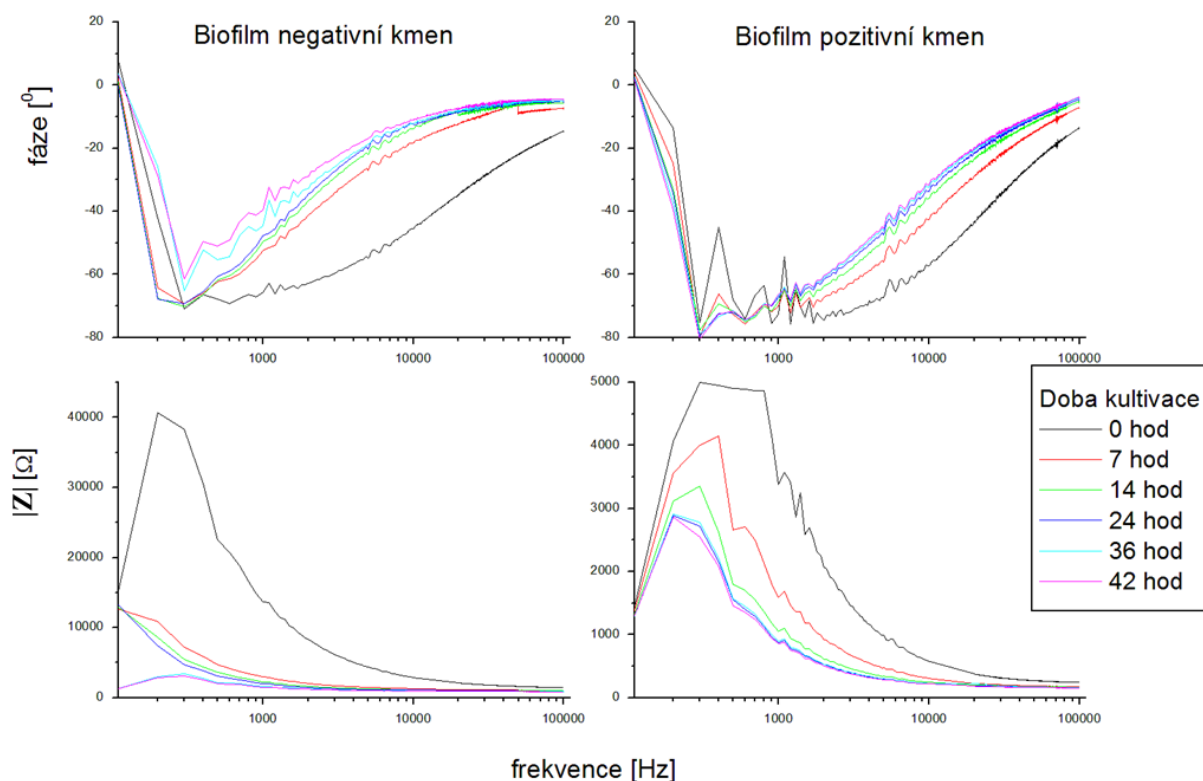 Biofilm negativní kmen
Biofilm pozitivní kmen
fáze [⁰]
20
0
-20
-40
-60
-80
1000
10000
100000
20
0
-20
-40
-60
-80
1000
10000
100000
|Z| [Ω]
40000
30000
20000
10000
0
1000
10000
100000
5000
4000
3000
2000
1000
0
1000
10000
100000
Doba kultivace
0 hod
7 hod
14 hod
24 hod
36 hod
42 hod
frekvence [Hz]